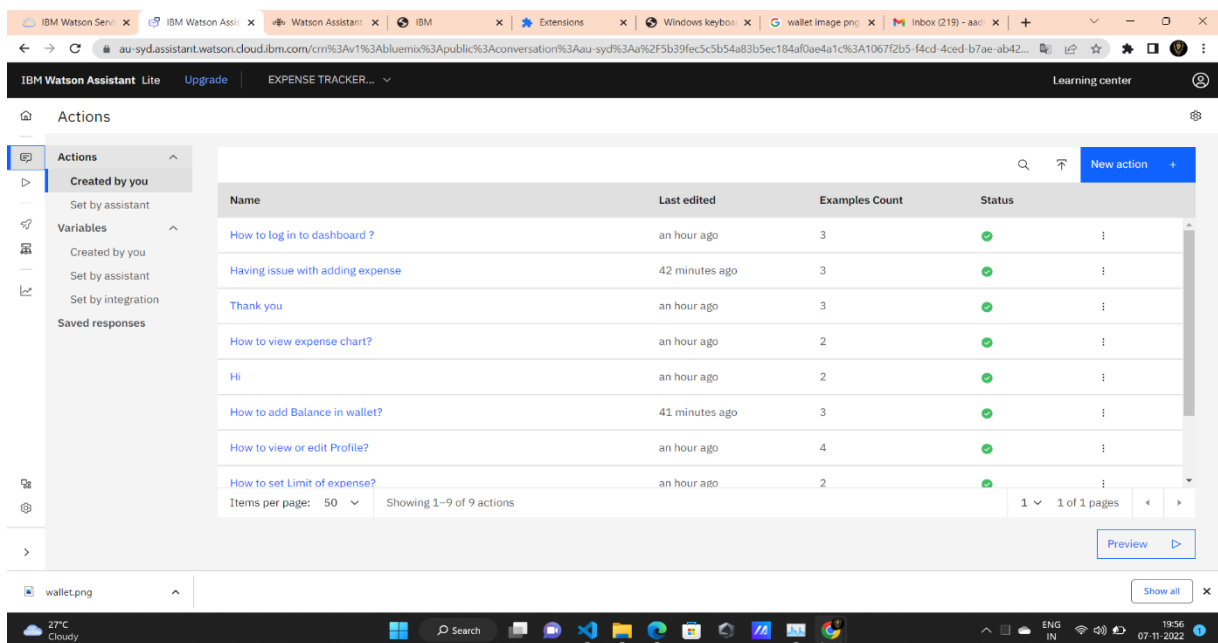 IBM Watson Servi
IBM Watson Assis
Watson Assistant
IBM
Extensions
Windows keyboa
wallet image png
Inbox (219) - aad
au-syd.assistant.watson.cloud.ibm.com/crn%3Av1%3Abluemix%3Apublic%3Aconversation%3Aau-syd%3Aa%2F5b39fec5c5b54a83b5ec184af0ae4a1c%3A1067f2b5-f4cd-4ced-b7ae-ab42...
IBM Watson Assistant Lite Upgrade EXPENSE TRACKER... Learning center
Actions
Actions
Created by you
Set by assistant
Variables
Created by you
Set by assistant
Set by integration
Saved responses
New action +
Name Last edited Examples Count Status
How to log in to dashboard ? an hour ago 3
Having issue with adding expense 42 minutes ago 3
Thank you an hour ago 3
How to view expense chart? an hour ago 2
Hi an hour ago 2
How to add Balance in wallet? 41 minutes ago 3
How to view or edit Profile? an hour ago 4
How to set Limit of expense? an hour ago 2
Items per page: 50 Showing 1–9 of 9 actions 1 1 of 1 pages
Preview
wallet.png Show all
27°C
Cloudy
Search
ENG
IN
19:56
07-11-2022
1